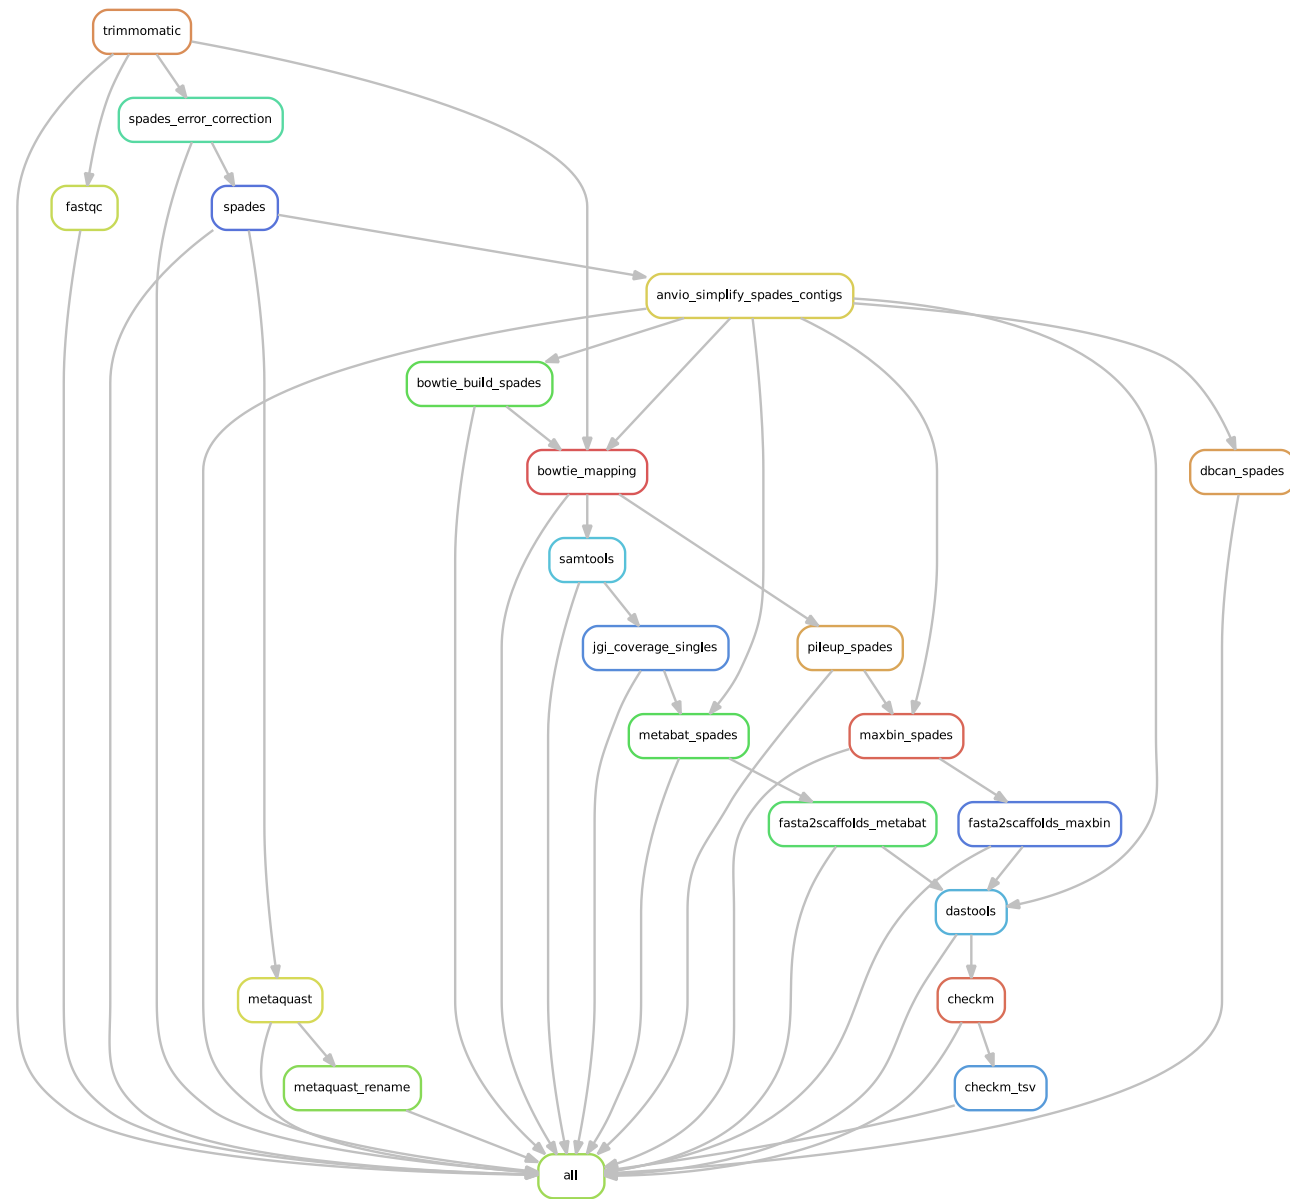 trimmomatic
spades_error_correction
fastqc
spades
anvio_simplify_spades_contigs
bowtie_build_spades
bowtie_mapping
dbcan_spades
samtools
jgi_coverage_singles
pileup_spades
metabat_spades
maxbin_spades
fasta2scaffolds_metabat
fasta2scaffolds_maxbin
dastools
metaquast
checkm
metaquast_rename
checkm_tsv
all